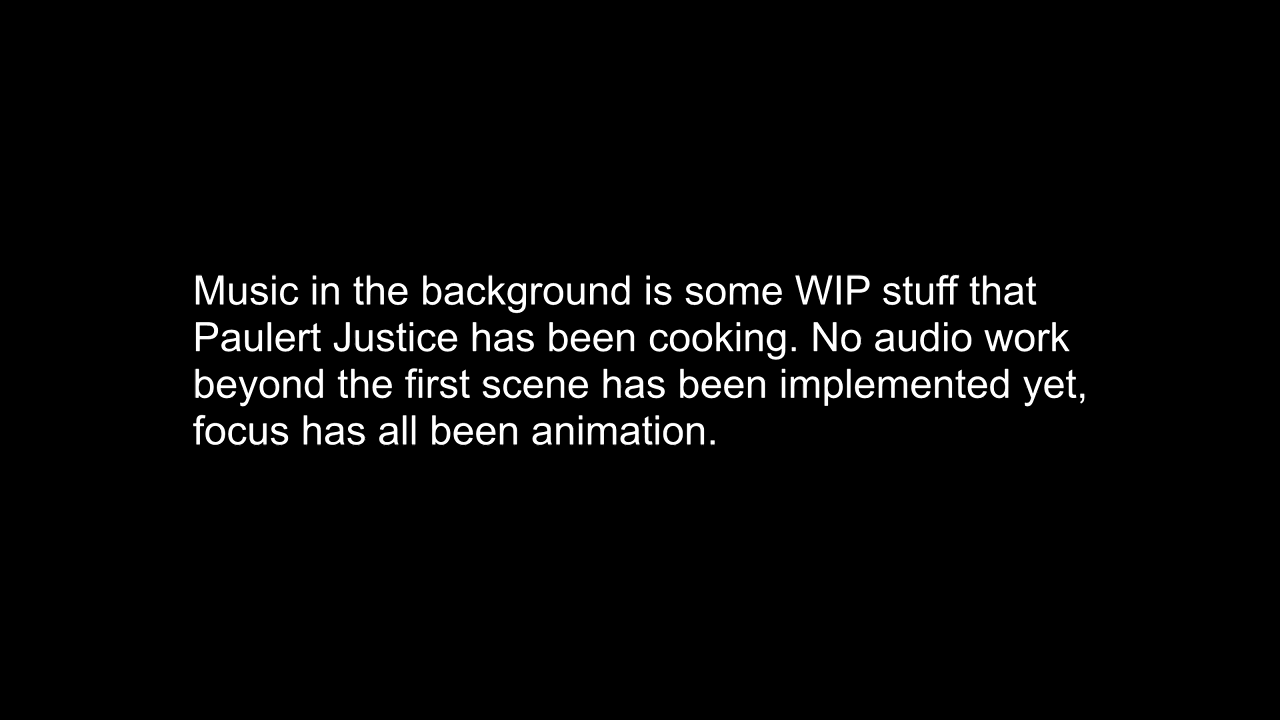 Music in the background is some WIP stuff that
Paulert Justice has been cooking. No audio work
beyond the first scene has been implemented yet,
focus has all been animation.